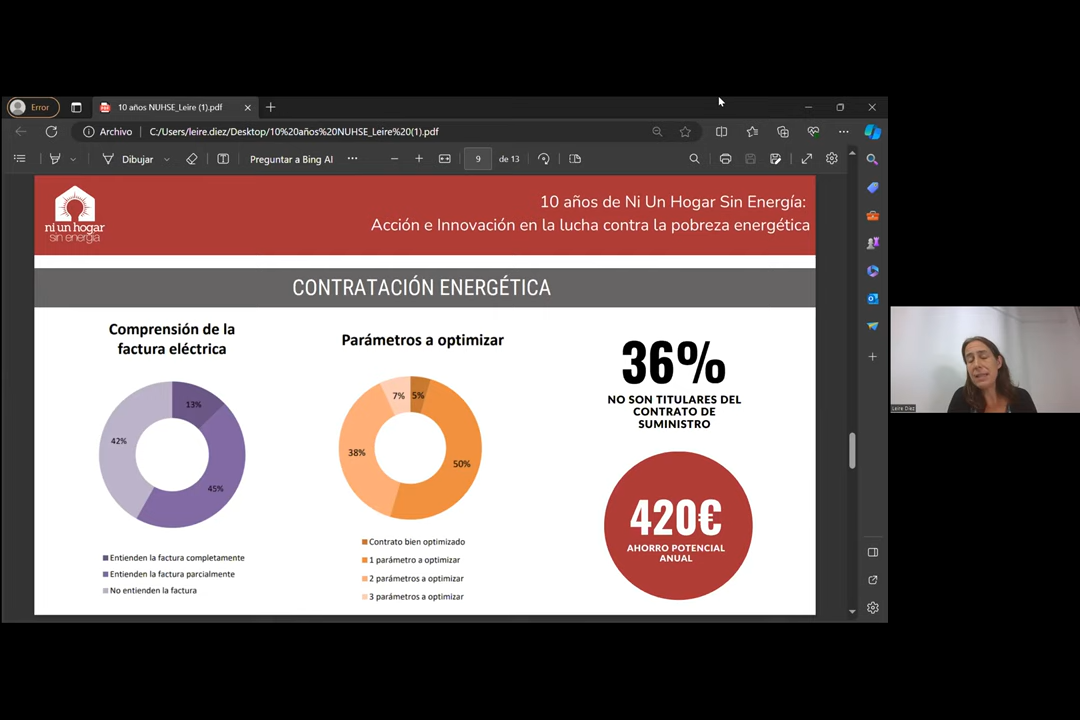 Error
10 años NUHSE_Leire (1).pdf
Archivo
C:/Users/leire.diez/Desktop/10%20años%20NUHSE_Leire%20(1).pdf
Dibujar
Preguntar a Bing AI
9
de 13
ni un hogar
sin energía
10 años de Ni Un Hogar Sin Energía:
Acción e Innovación en la lucha contra la pobreza energética
CONTRATACIÓN ENERGÉTICA
Comprensión de la
factura eléctrica
13%
42%
45%
Entienden la factura completamente
Entienden la factura parcialmente
No entienden la factura
Parámetros a optimizar
7%
5%
38%
50%
Contrato bien optimizado
1 parámetro a optimizar
2 parámetros a optimizar
3 parámetros a optimizar
36%
NO SON TITULARES DEL
CONTRATO DE
SUMINISTRO
420€
AHORRO POTENCIAL
ANUAL
Leire Diez